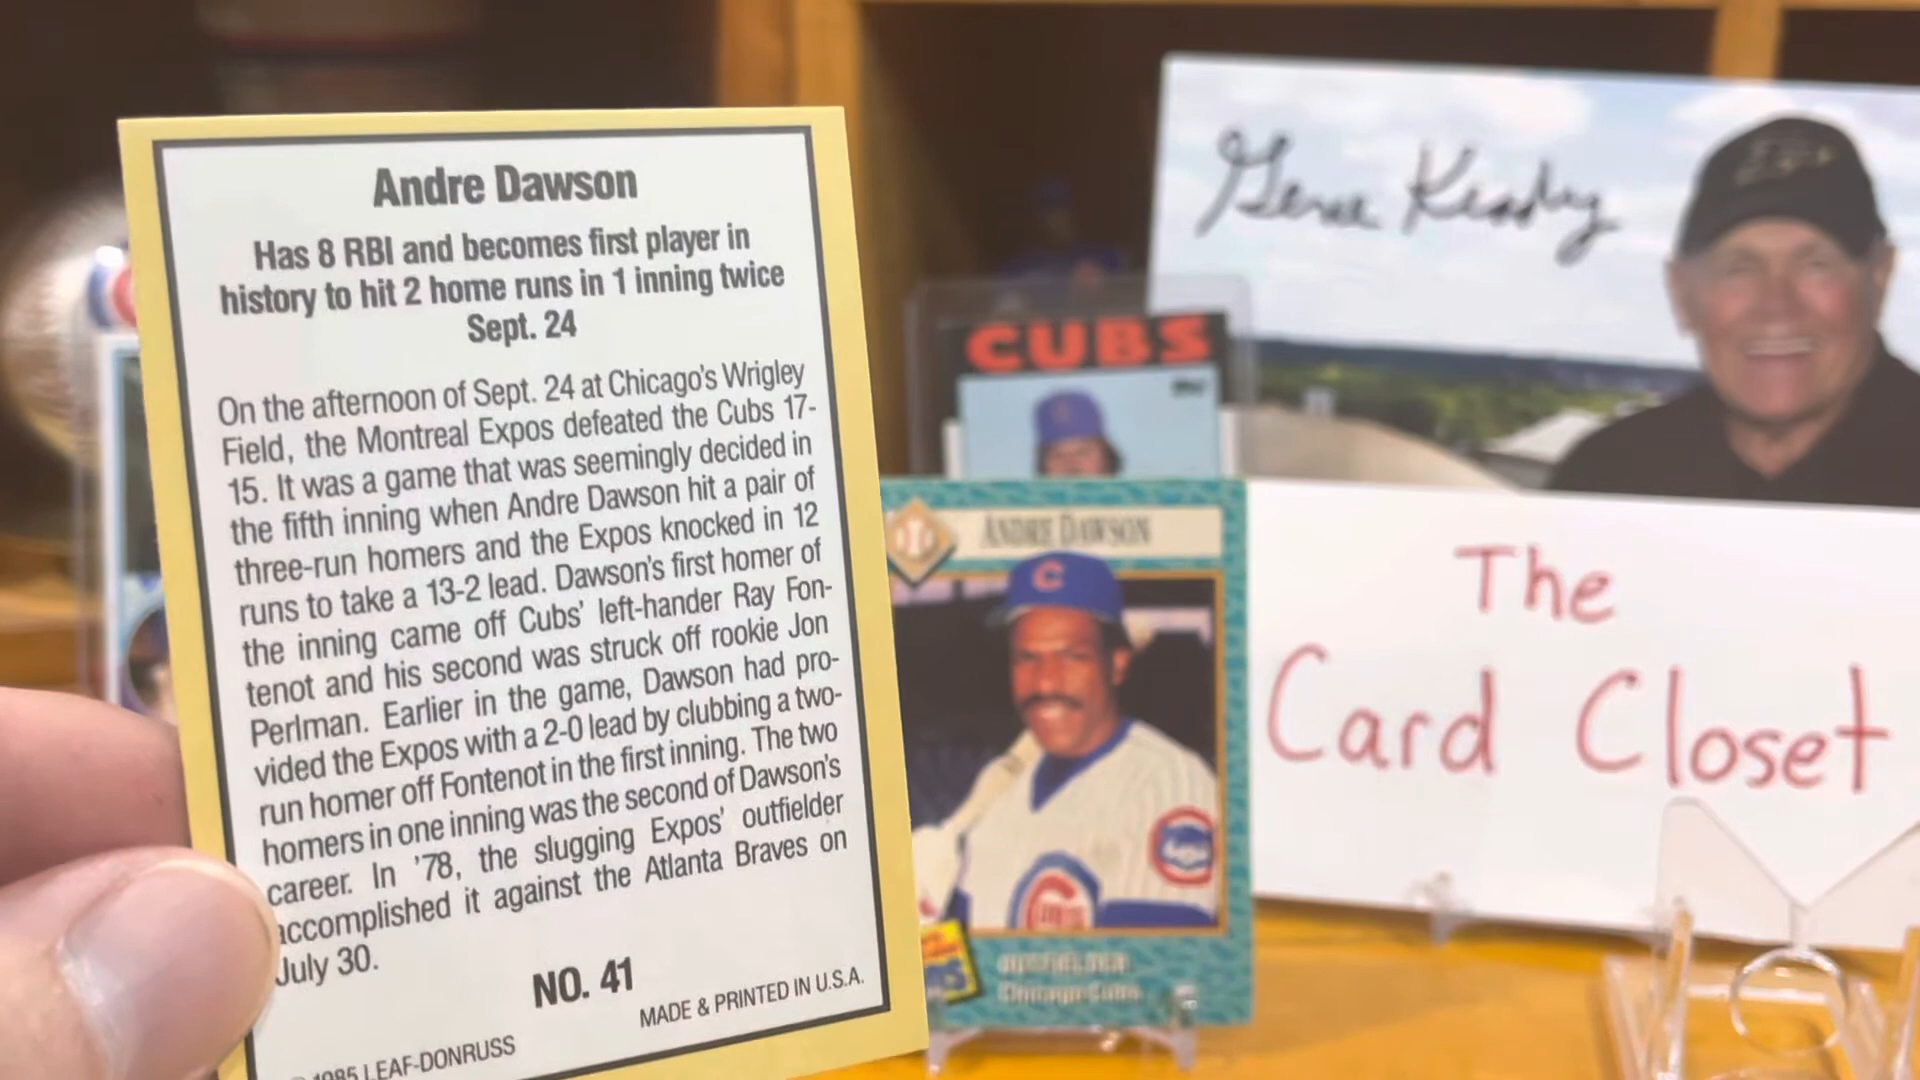 Andre Dawson
Has 8 RBI and becomes first player in
history to hit 2 home runs in 1 inning twice
Sept. 24
On the afternoon of Sept. 24 at Chicago's Wrigley
Field, the Montreal Expos defeated the Cubs 17-
15. It was a game that was seemingly decided in
the fifth inning when Andre Dawson hit a pair of
three-run homers and the Expos knocked in 12
runs to take a 13-2 lead. Dawson's first homer of
the inning came off Cubs' left-hander Ray Fon-
tenot and his second was struck off rookie Jon
Perlman. Earlier in the game, Dawson had pro-
vided the Expos with a 2-0 lead by clubbing a two-
run homer off Fontenot in the first inning. The two
homers in one inning was the second of Dawson's
career. In '78, the slugging Expos' outfielder
accomplished it against the Atlanta Braves on
July 30.
NO. 41
MADE & PRINTED IN U.S.A.
1985 LEAF-DONRUSS
Gene Keady
CUBS
ANDRE DAWSON
C
OUTFIELDER
Chicago Cubs
The
Card Closet